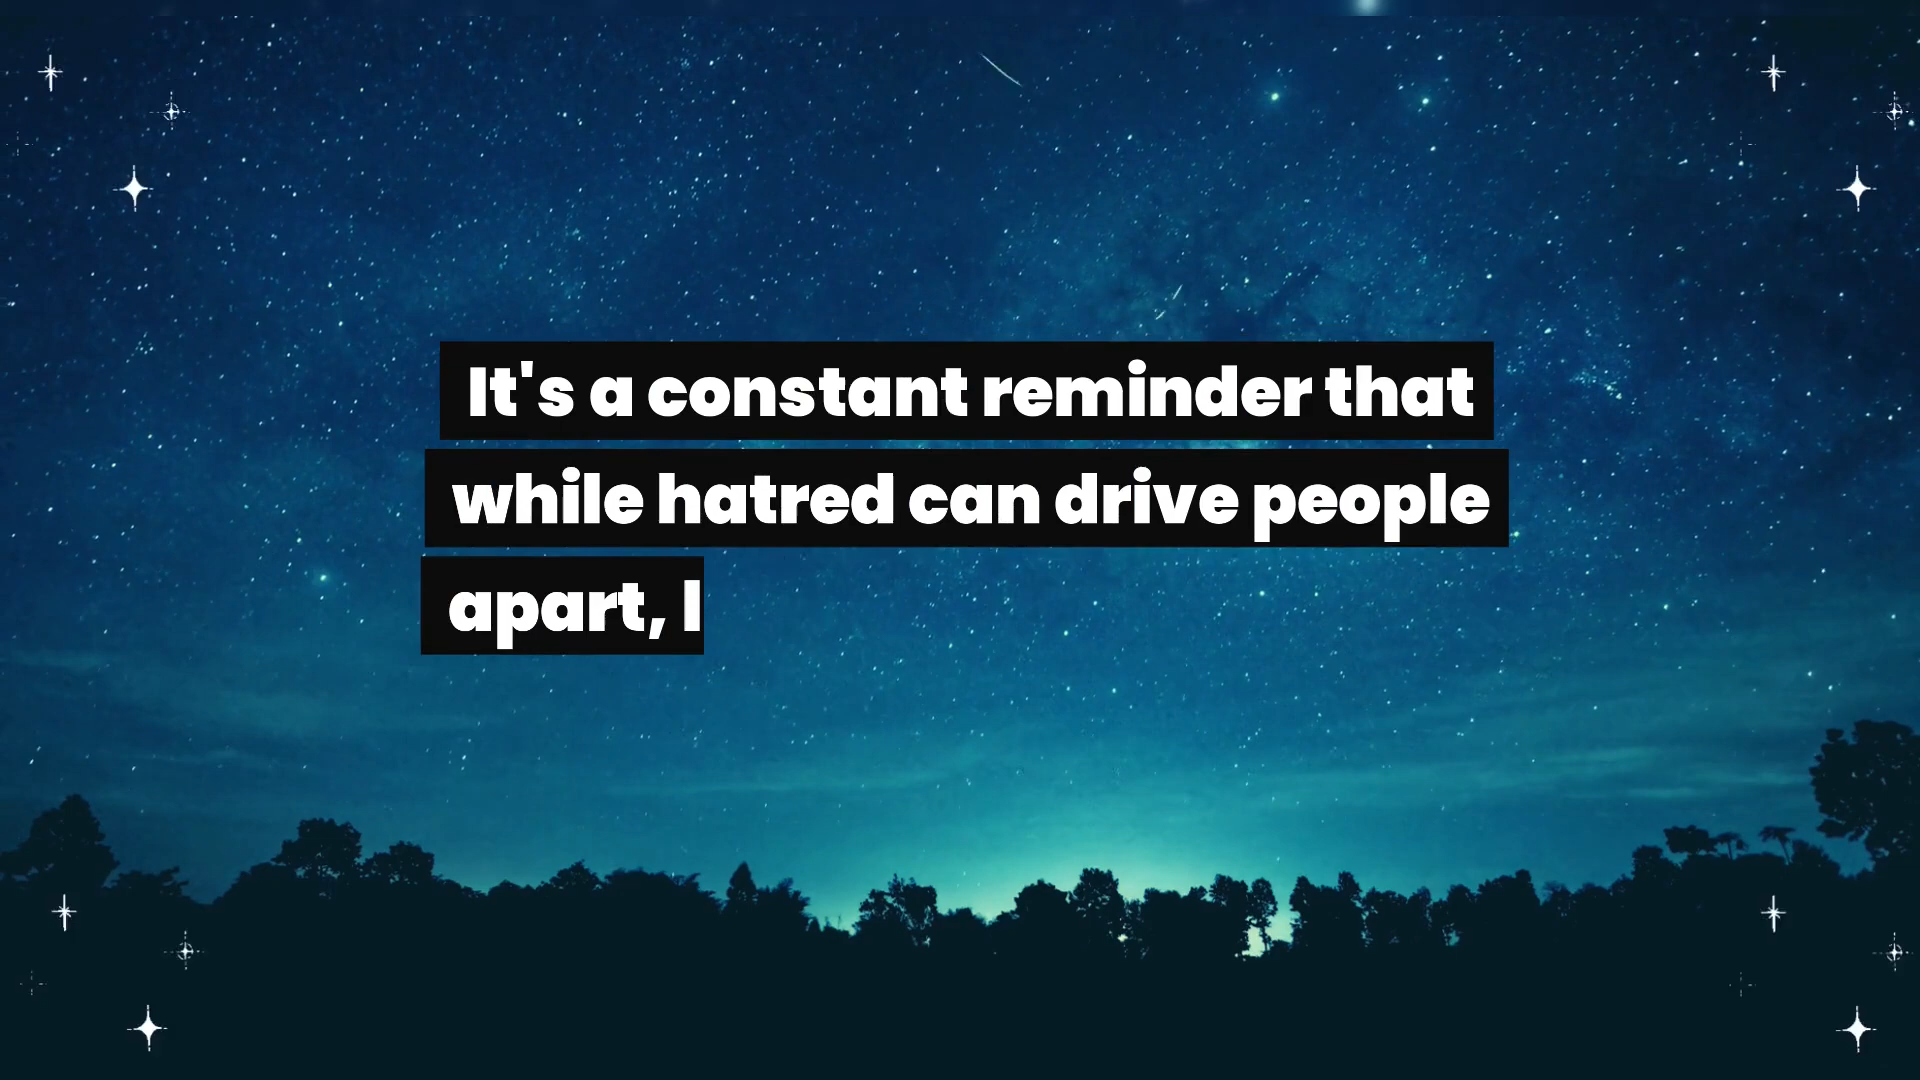 It's a constant reminder that
while hatred can drive people
apart, l